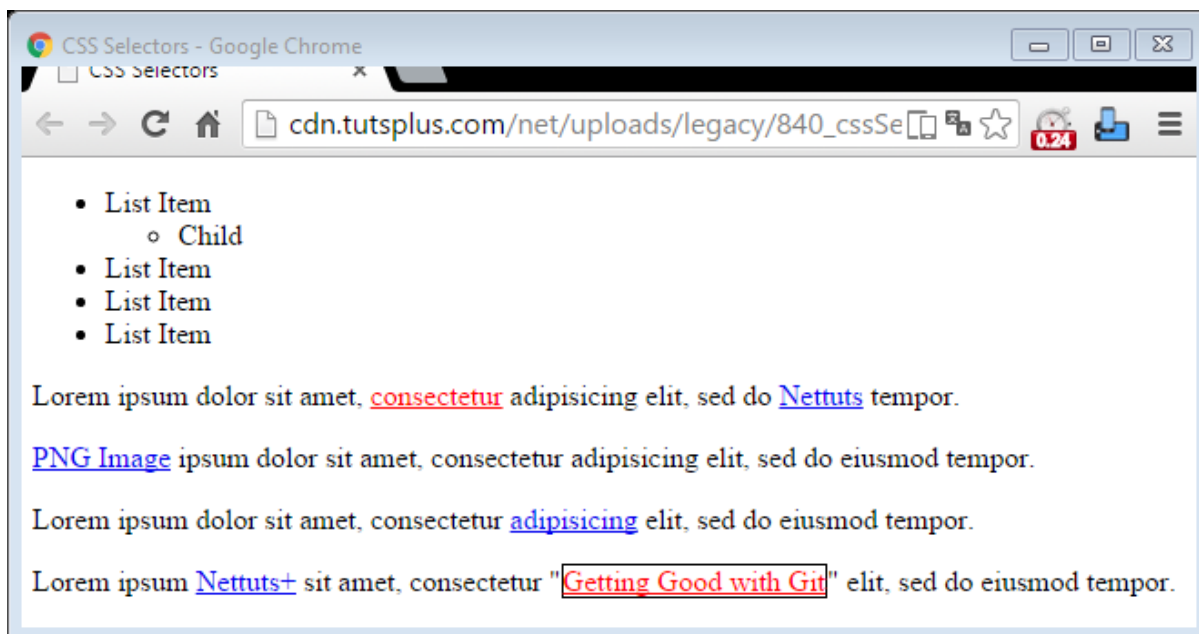 CSS Selectors - Google Chrome
CSS Selectors
cdn.tutsplus.com/net/uploads/legacy/840_cssSe
0.24
List Item
Child
List Item
List Item
List Item
Lorem ipsum dolor sit amet, consectetur adipisicing elit, sed do Nettuts tempor.
PNG Image ipsum dolor sit amet, consectetur adipisicing elit, sed do eiusmod tempor.
Lorem ipsum dolor sit amet, consectetur adipisicing elit, sed do eiusmod tempor.
Lorem ipsum Nettuts+ sit amet, consectetur "Getting Good with Git" elit, sed do eiusmod tempor.